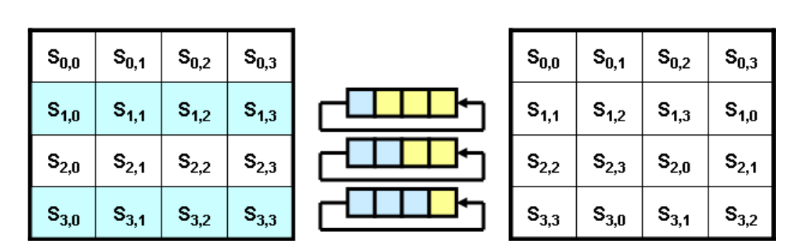 S0,0 S0,1 S0,2 S0,3 S0,0 S0,1 S0,2 S0,3
S1,0 S1,1 S1,2 S1,3 S1,1 S1,2 S1,3 S1,0
S2,0 S2,1 S2,2 S2,3 S2,2 S2,3 S2,0 S2,1
S3,0 S3,1 S3,2 S3,3 S3,3 S3,0 S3,1 S3,2